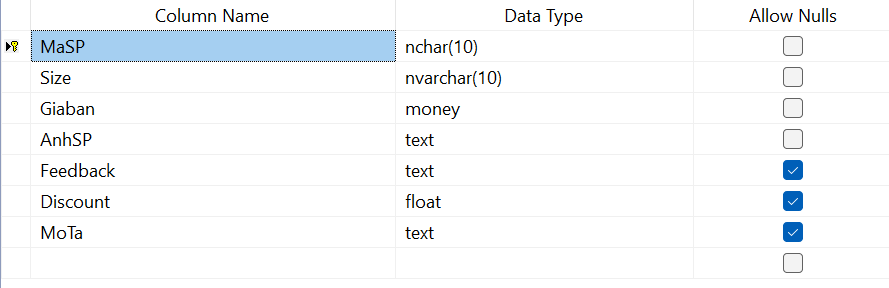 Column Name Data Type Allow Nulls
MaSP nchar(10)
Size nvarchar(10)
Giaban money
AnhSP text
Feedback text
Discount float
MoTa text